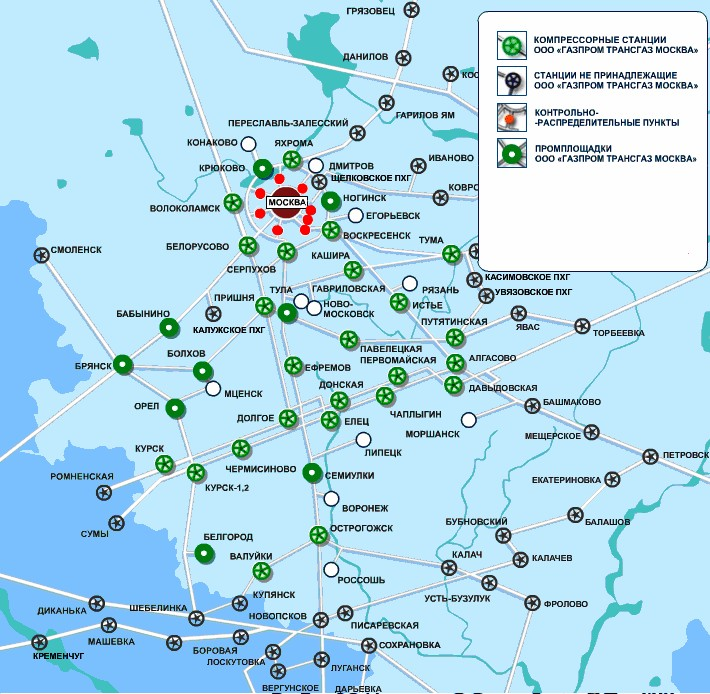 ГРЯЗОВЕЦ
ДАНИЛОВ
КОМПРЕССОРНЫЕ СТАНЦИИ
ООО «ГАЗПРОМ ТРАНСГАЗ МОСКВА»
СТАНЦИИ НЕ ПРИНАДЛЕЖАЩИЕ
ООО «ГАЗПРОМ ТРАНСГАЗ МОСКВА»
КОНТРОЛЬНО-
-РАСПРЕДЕЛИТЕЛЬНЫЕ ПУНКТЫ
ПРОМПЛОЩАДКИ
ООО «ГАЗПРОМ ТРАНСГАЗ МОСКВА»
КОС
ГАРИЛОВ ЯМ
ПЕРЕСЛАВЛЬ-ЗАЛЕССКИЙ
КОНАКОВО
ЯХРОМА
КРЮКОВО
ДМИТРОВ
ИВАНОВО
ЩЕЛКОВСКОЕ ПХГ
КОВРО
НОГИНСК
МОСКВА
ВОЛОКОЛАМСК
ЕГОРЬЕВСК
ВОСКРЕСЕНСК
БЕЛОРУСОВО
ТУМА
СМОЛЕНСК
КАШИРА
СЕРПУХОВ
КАСИМОВСКОЕ ПХГ
УВЯЗОВСКОЕ ПХГ
ТУЛА
ГАВРИЛОВСКАЯ
РЯЗАНЬ
ПРИШНЯ
НОВО-
МОСКОВСК
ИСТЬЕ
БАБЫНИНО
КАЛУЖСКОЕ ПХГ
ПУТЯТИНСКАЯ
ЯВАС
ТОРБЕЕВКА
БОЛХОВ
ПАВЕЛЕЦКАЯ
ПЕРВОМАЙСКАЯ
АЛГАСОВО
БРЯНСК
ЕФРЕМОВ
МЦЕНСК
ДОНСКАЯ
ДАВЫДОВСКАЯ
ОРЕЛ
БАШМАКОВО
ДОЛГОЕ
ЕЛЕЦ
ЧАПЛЫГИН
МОРШАНСК
МЕЩЕРСКОЕ
КУРСК
ЛИПЕЦК
ПЕТРОВСК
ЧЕРМИСИНОВО
РОМНЕНСКАЯ
КУРСК-1,2
СЕМИУЛКИ
ЕКАТЕРИНОВКА
ВОРОНЕЖ
БУБНОВСКИЙ
БАЛАШОВ
СУМЫ
ОСТРОГОЖСК
БЕЛГОРОД
ВАЛУЙКИ
КАЛАЧ
КАЛАЧЕВ
РОССОШЬ
КУПЯНСК
УСТЬ-БУЗУЛУК
ДИКАНЬКА
ШЕБЕЛИНКА
НОВОПСКОВ
ФРОЛОВО
ПИСАРЕВСКАЯ
МАШЕВКА
БОРОВАЯ
СОХРАНОВКА
КРЕМЕНЧУГ
ЛОСКУТОВКА
ЛУГАНСК
ВЕРГУНСКОЕ
ДАРЬЕВКА